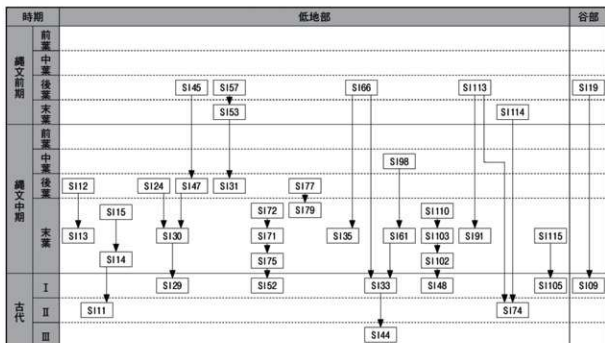 時期 低地部 谷部
縄文前期
前葉
中葉
後葉 SI45 SI57 SI66 SI113 SI19
末葉 SI53 SI114
縄文中期
前葉
中葉 SI98
後葉 SI12 SI24 SI47 SI31 SI77
末葉
SI15 SI72 SI79 SI110
SI13 SI30 SI71 SI35 SI61 SI103 SI91 SI115
SI14 SI75 SI102
古代
Ⅰ SI29 SI52 SI33 SI48 SI105 SI09
Ⅱ SI11 SI74
Ⅲ SI44